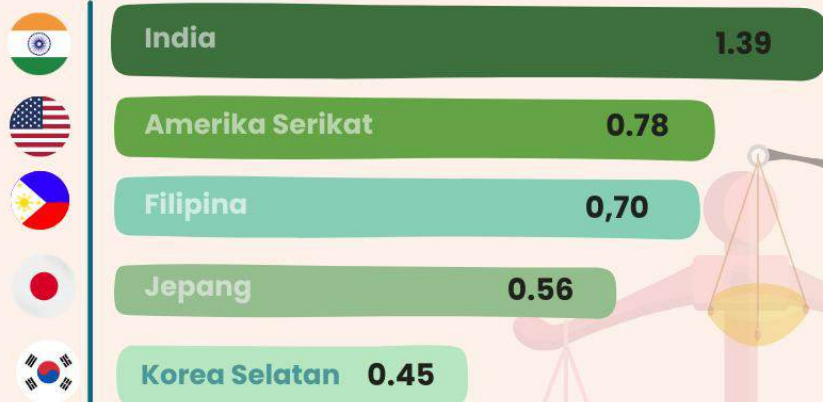 India 1.39
Amerika Serikat 0.78
Filipina 0,70
Jepang 0.56
Korea Selatan 0.45